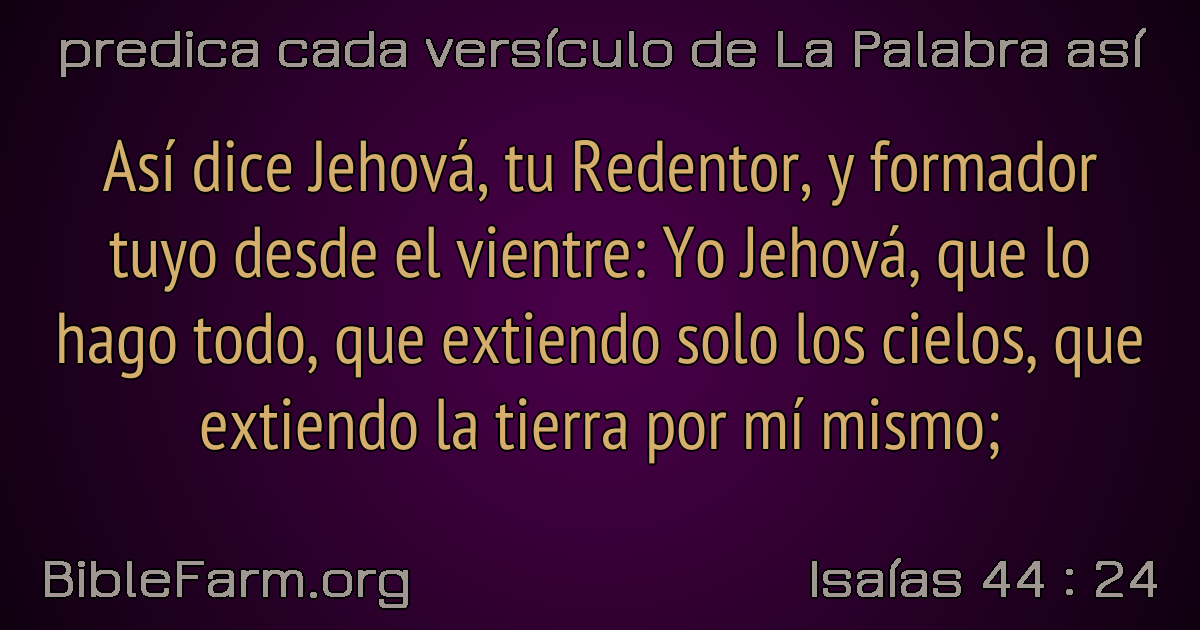 predica cada versículo de La Palabra así
Así dice Jehová, tu Redentor, y formador
tuyo desde el vientre: Yo Jehová, que lo
hago todo, que extiendo solo los cielos, que
extiendo la tierra por mí mismo;
BibleFarm.org
Isaías 44 : 24